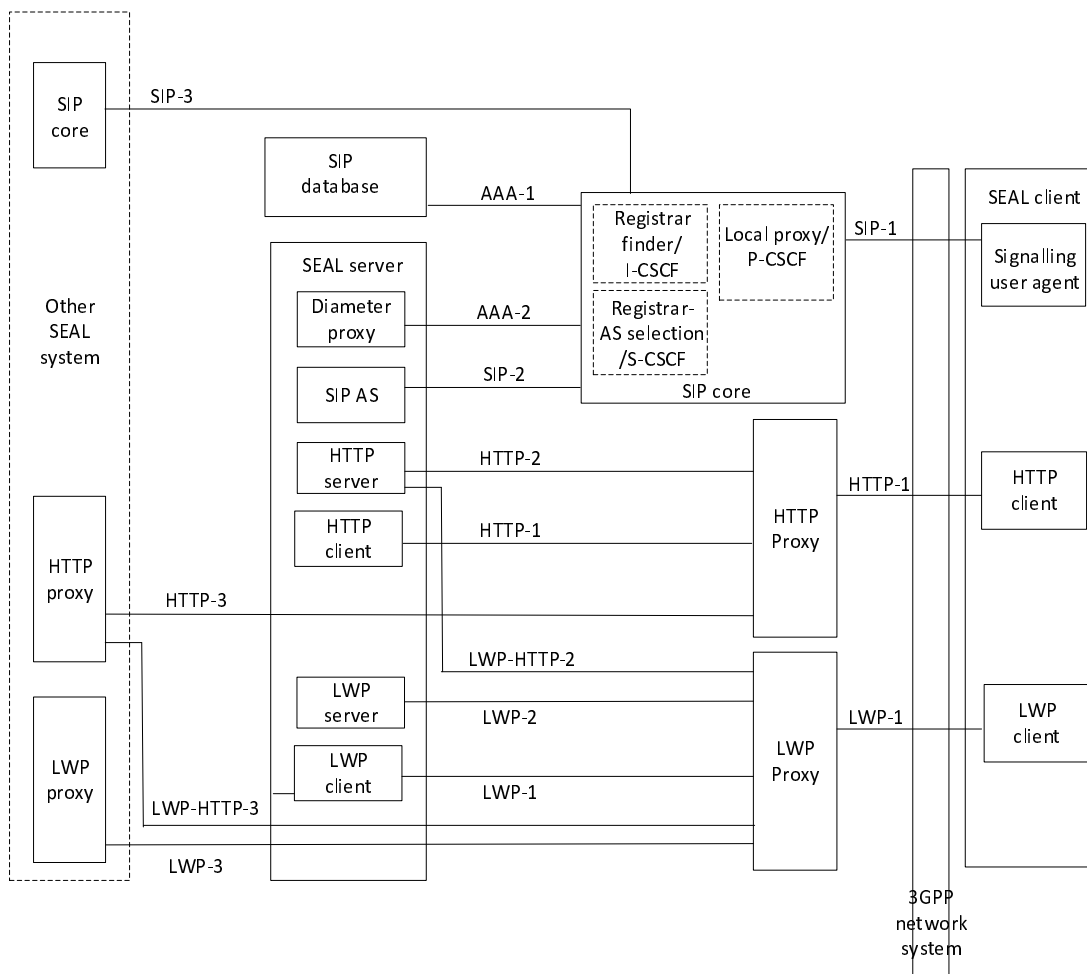 SIP
core
SIP-3
SIP
database
AAA-1
Registrar
finder/
I-CSCF
Local proxy/
P-CSCF
SIP-1
SEAL client
Signalling
user agent
SEAL server
Diameter
proxy
AAA-2
Registrar-
AS selection
/S-CSCF
SIP core
Other
SEAL
system
SIP AS
SIP-2
HTTP
server
HTTP-2
HTTP
client
HTTP-1
HTTP
Proxy
HTTP-1
HTTP
client
HTTP
proxy
HTTP-3
LWP-HTTP-2
LWP
server
LWP-2
LWP
client
LWP-1
LWP
Proxy
LWP-1
LWP
client
LWP
proxy
LWP-HTTP-3
LWP-3
3GPP
network
system